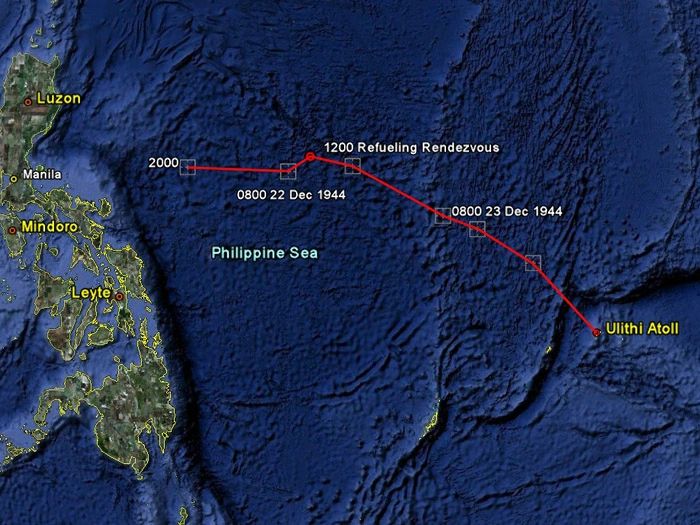 Luzon
1200 Refueling Rendezvous
2000
Manila
0800 22 Dec 1944
0800 23 Dec 1944
Mindoro
Philippine Sea
Leyte
Ulithi Atoll